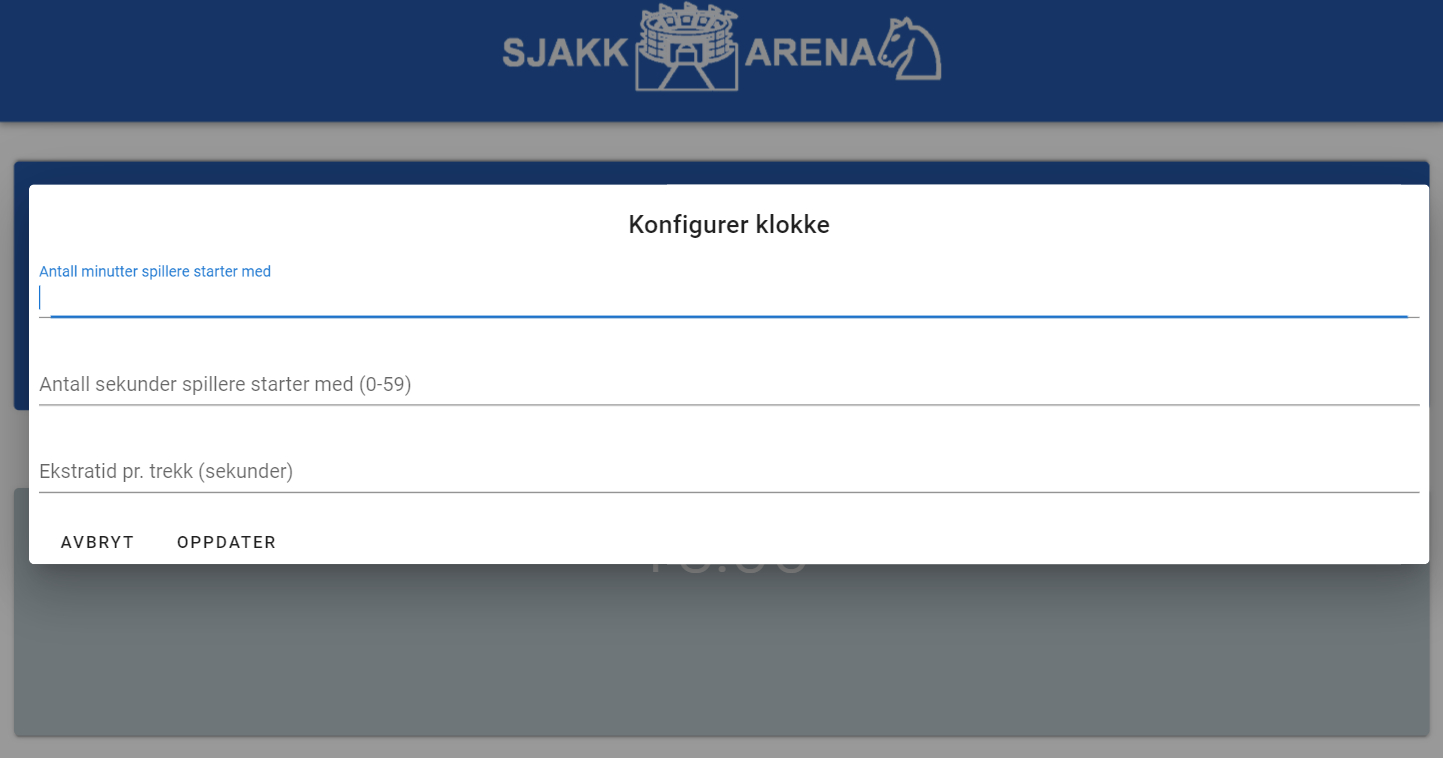 SJAKK ARENA
Konfigurer klokke
Antall minutter spillere starter med
Antall sekunder spillere starter med (0-59)
Ekstratid pr. trekk (sekunder)
AVBRYT OPPDATER